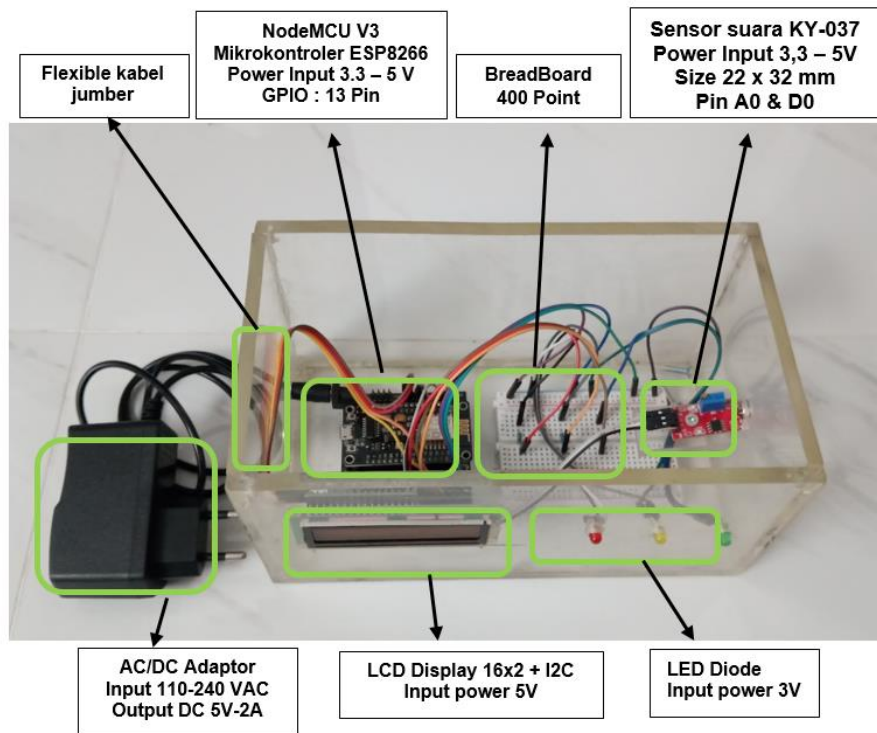 Flexible kabel
jumber
NodeMCU V3
Mikrokontroler ESP8266
Power Input 3.3 – 5 V
GPIO : 13 Pin
BreadBoard
400 Point
Sensor suara KY-037
Power Input 3,3 – 5V
Size 22 x 32 mm
Pin A0 & D0
AC/DC Adaptor
Input 110-240 VAC
Output DC 5V-2A
LCD Display 16x2 + I2C
Input power 5V
LED Diode
Input power 3V